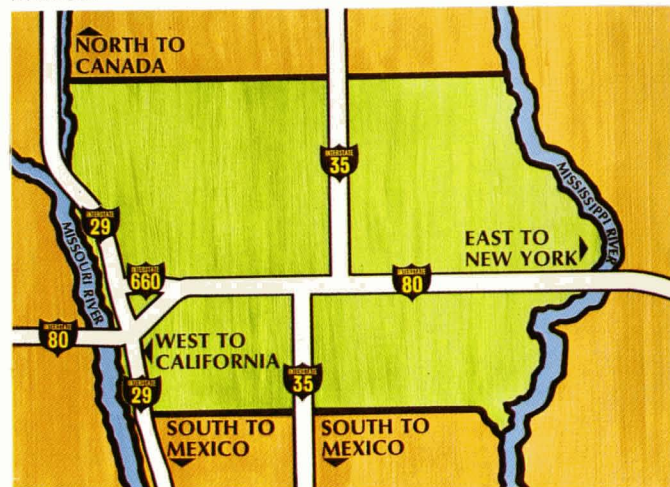 NORTH TO
CANADA
INTERSTATE
35
MISSISSIPPI RIVER
INTERSTATE
29
MISSOURI RIVER
EAST TO
NEW YORK
INTERSTATE
660
INTERSTATE
80
INTERSTATE
80
WEST TO
CALIFORNIA
INTERSTATE
35
INTERSTATE
29
SOUTH TO
MEXICO
SOUTH TO
MEXICO